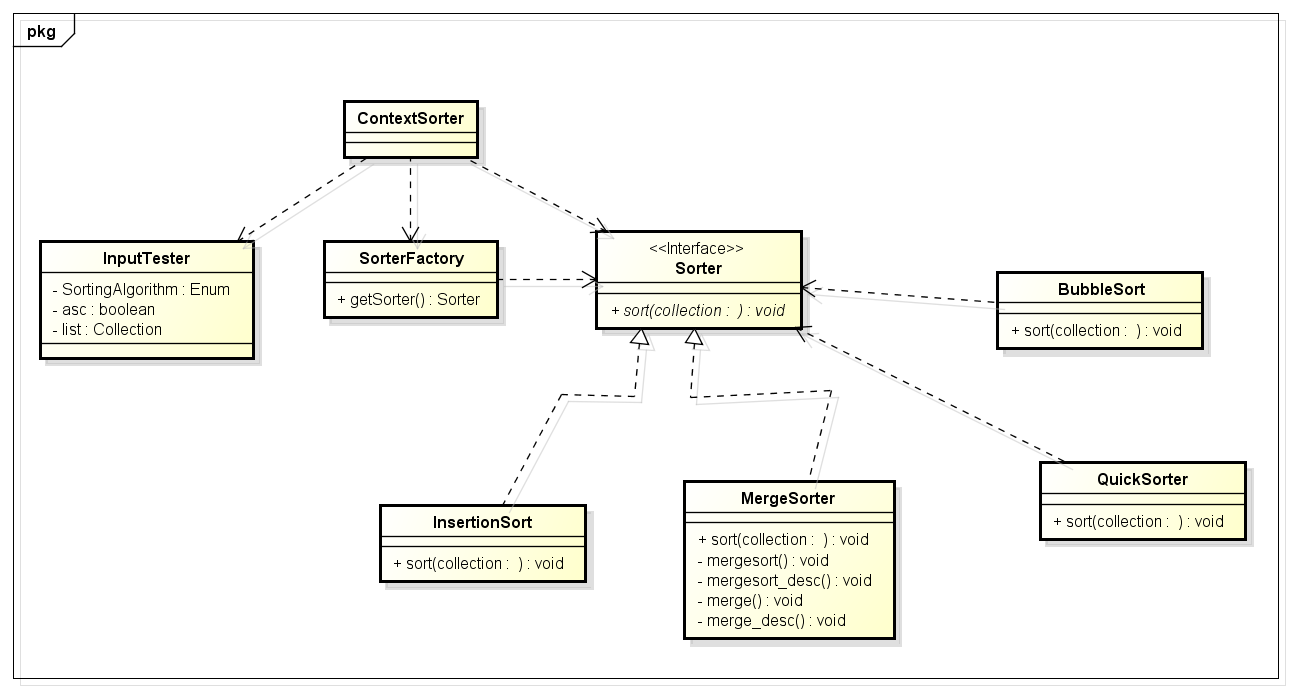 pkg
ContextSorter
InputTester
- SortingAlgorithm : Enum
- asc : boolean
- list : Collection
SorterFactory
+ getSorter() : Sorter
<<Interface>>
Sorter
+ sort(collection :  ) : void
BubbleSort
+ sort(collection :  ) : void
InsertionSort
+ sort(collection :  ) : void
MergeSorter
+ sort(collection :  ) : void
- mergesort() : void
- mergesort_desc() : void
- merge() : void
- merge_desc() : void
QuickSorter
+ sort(collection :  ) : void